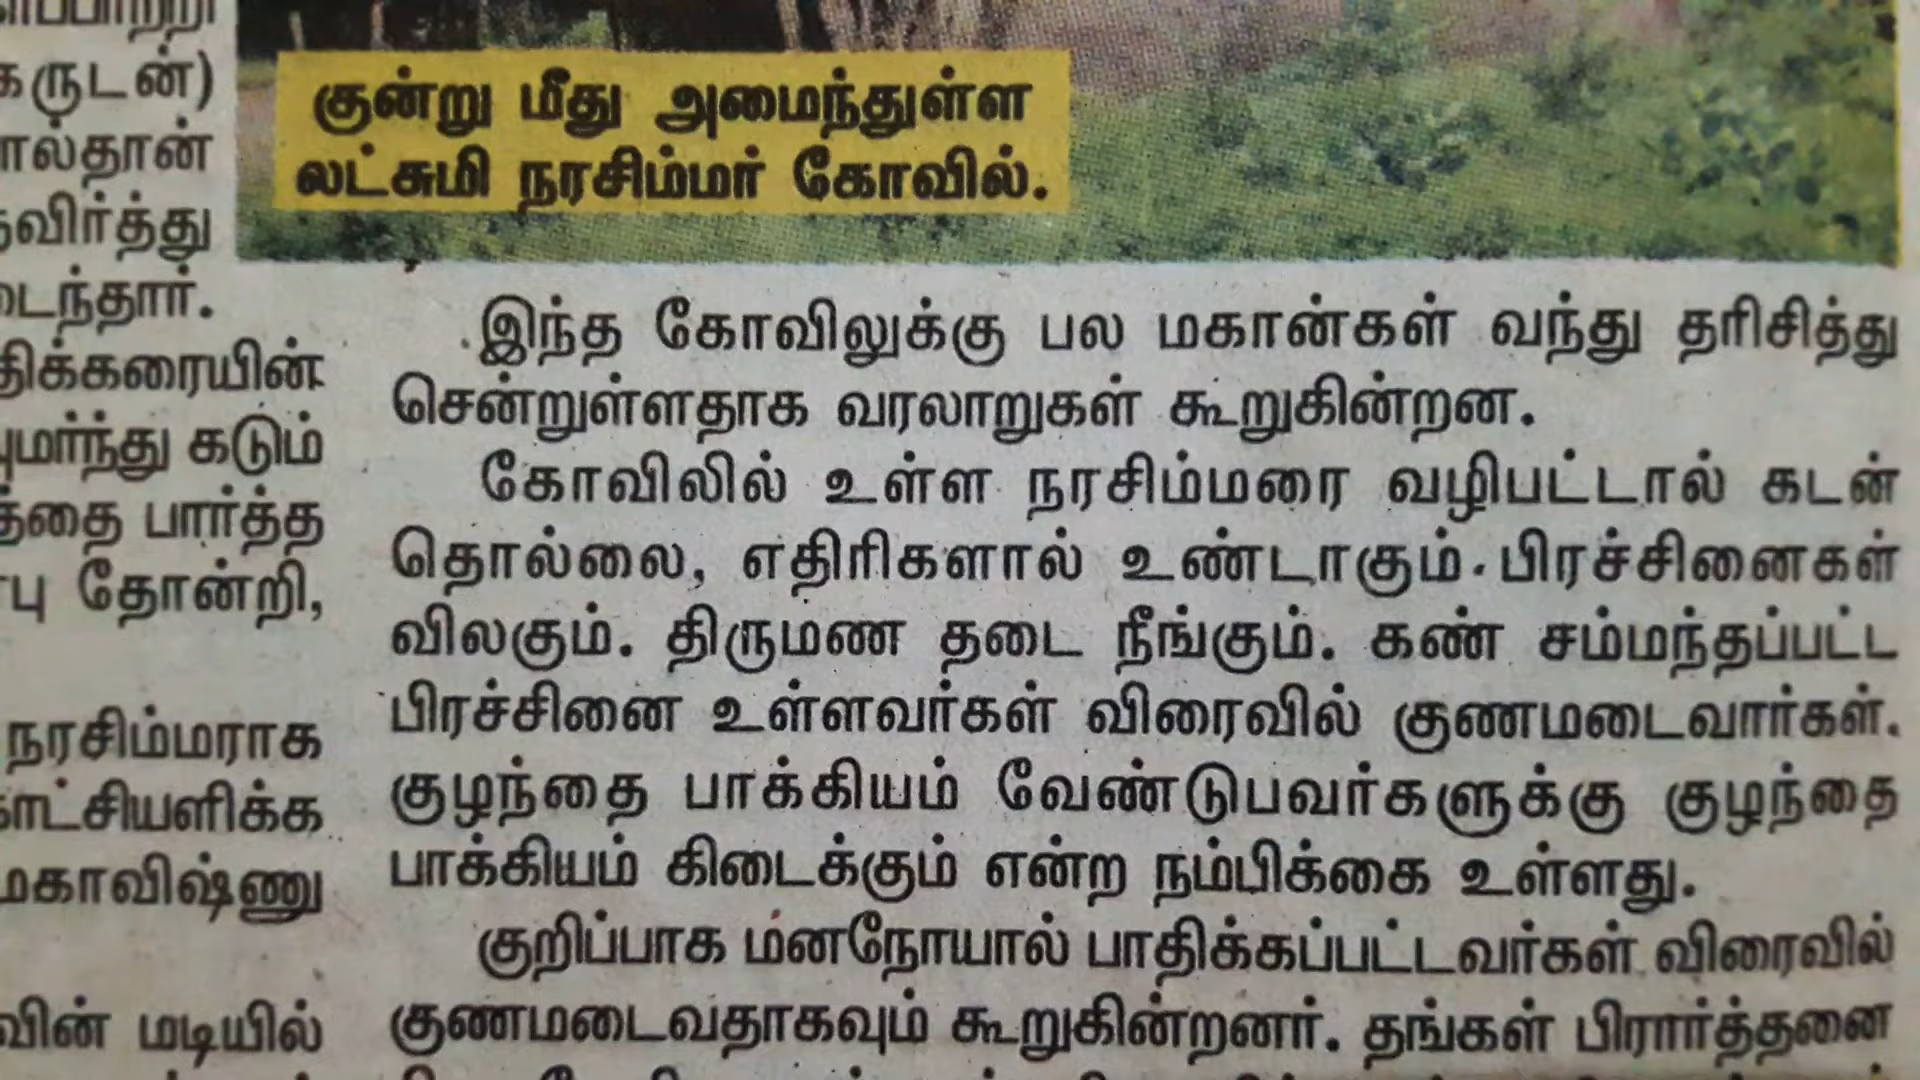 குன்று மீது அமைந்துள்ள
லட்சுமி நரசிம்மர் கோவில்.
கருடன்)
டைந்தார்.
திக்கரையின்
கடும்
பார்த்த
பு தோன்றி,
நரசிம்மராக
காட்சியளிக்க
மகாவிஷ்ணு
வின் மடியில்
இந்த கோவிலுக்கு பல மகான்கள் வந்து தரிசித்து
சென்றுள்ளதாக வரலாறுகள் கூறுகின்றன.
கோவிலில் உள்ள நரசிம்மரை வழிபட்டால் கடன்
தொல்லை, எதிரிகளால் உண்டாகும் பிரச்சினைகள்
விலகும். திருமண தடை நீங்கும். கண் சம்மந்தப்பட்ட
பிரச்சினை உள்ளவர்கள் விரைவில் குணமடைவார்கள்.
குழந்தை பாக்கியம் வேண்டுபவர்களுக்கு குழந்தை
பாக்கியம் கிடைக்கும் என்ற நம்பிக்கை உள்ளது.
குறிப்பாக மனநோயால் பாதிக்கப்பட்டவர்கள் விரைவில்
குணமடைவதாகவும் கூறுகின்றனர். தங்கள் பிரார்த்தனை